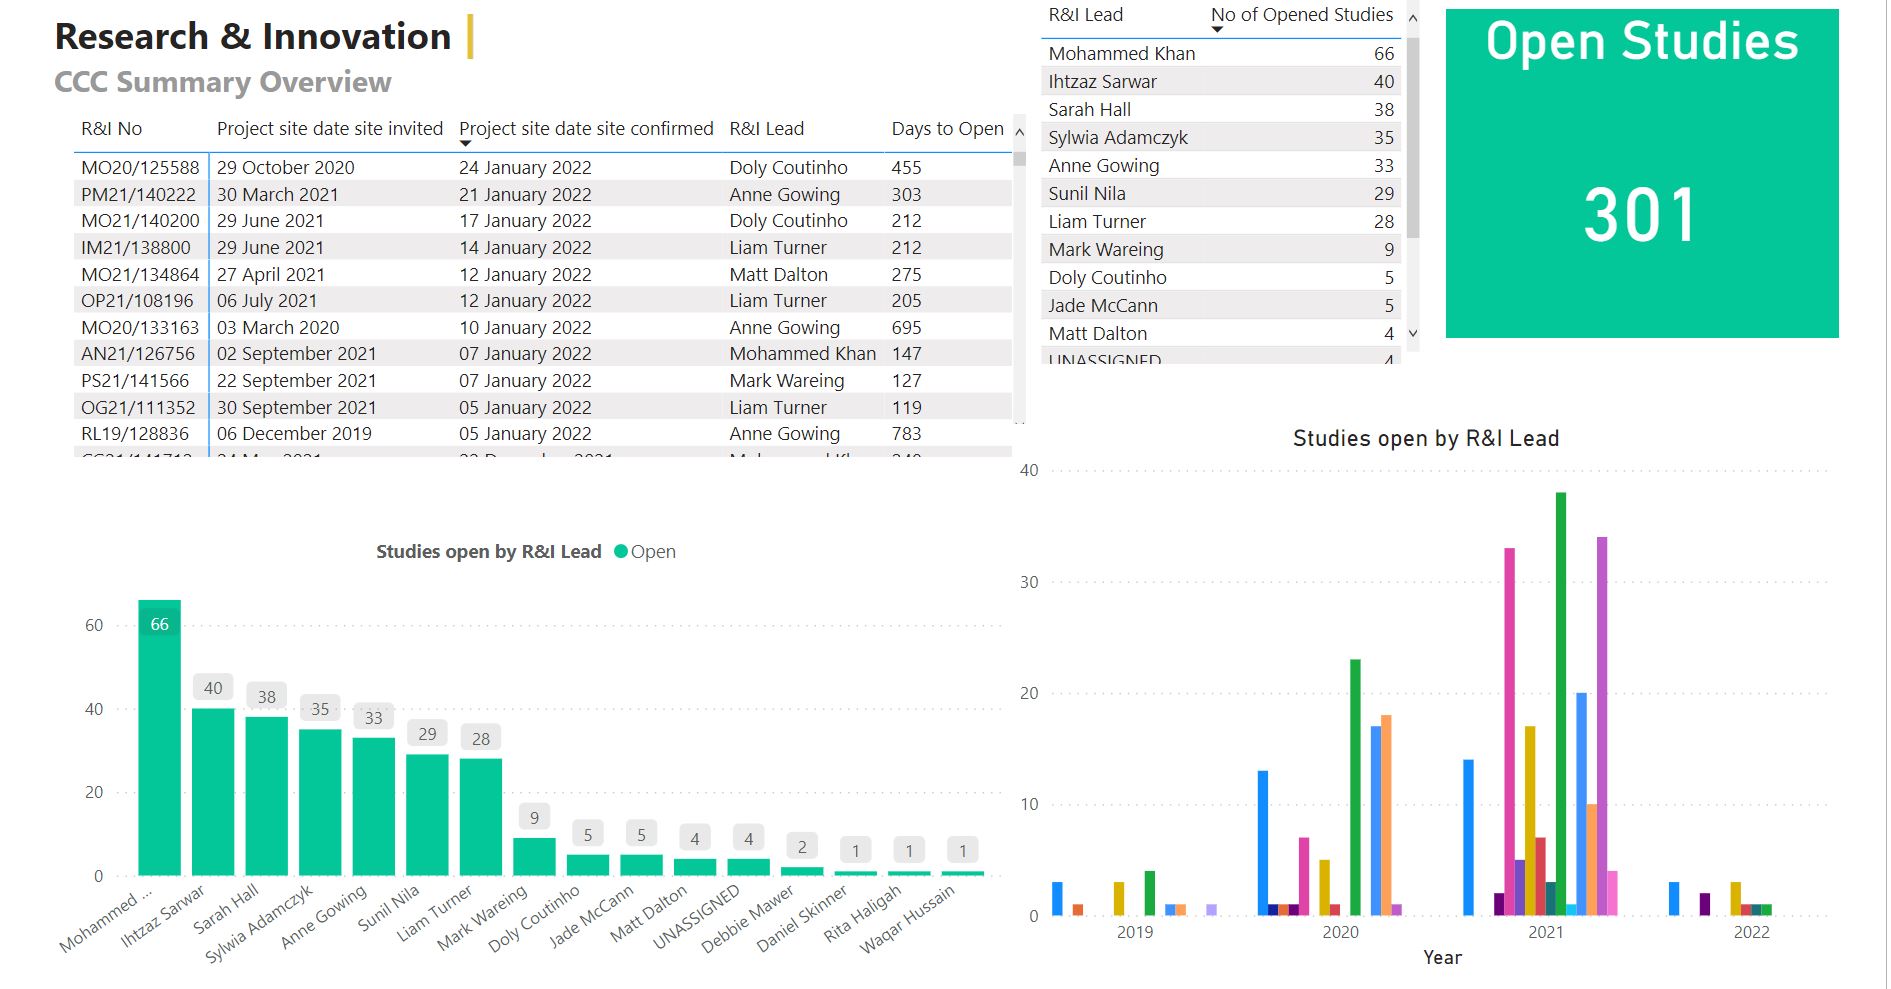 Research & Innovation
CCC Summary Overview
R&I No Project site date site invited Project site date site confirmed R&I Lead Days to Open
MO20/125588 29 October 2020 24 January 2022 Doly Coutinho 455
PM21/140222 30 March 2021 21 January 2022 Anne Gowing 303
MO21/140200 29 June 2021 17 January 2022 Doly Coutinho 212
IM21/138800 29 June 2021 14 January 2022 Liam Turner 212
MO21/134864 27 April 2021 12 January 2022 Matt Dalton 275
OP21/108196 06 July 2021 12 January 2022 Liam Turner 205
MO20/133163 03 March 2020 10 January 2022 Anne Gowing 695
AN21/126756 02 September 2021 07 January 2022 Mohammed Khan 147
PS21/141566 22 September 2021 07 January 2022 Mark Wareing 127
OG21/111352 30 September 2021 05 January 2022 Liam Turner 119
RL19/128836 06 December 2019 05 January 2022 Anne Gowing 783
R&I Lead No of Opened Studies
Mohammed Khan 66
Ihtzaz Sarwar 40
Sarah Hall 38
Sylwia Adamczyk 35
Anne Gowing 33
Sunil Nila 29
Liam Turner 28
Mark Wareing 9
Doly Coutinho 5
Jade McCann 5
Matt Dalton 4
UNASSIGNED 4
Open Studies
301
Studies open by R&I Lead Open
60
40
20
0
66
40
38
35
33
29
28
9
5
5
4
4
2
1
1
1
Mohammed ...
Ihtzaz Sarwar
Sarah Hall
Sylwia Adamczyk
Anne Gowing
Sunil Nila
Liam Turner
Mark Wareing
Doly Coutinho
Jade McCann
Matt Dalton
UNASSIGNED
Debbie Mawer
Daniel Skinner
Rita Haligah
Waqar Hussain
Studies open by R&I Lead
40
30
20
10
0
2019 2020 2021 2022
Year